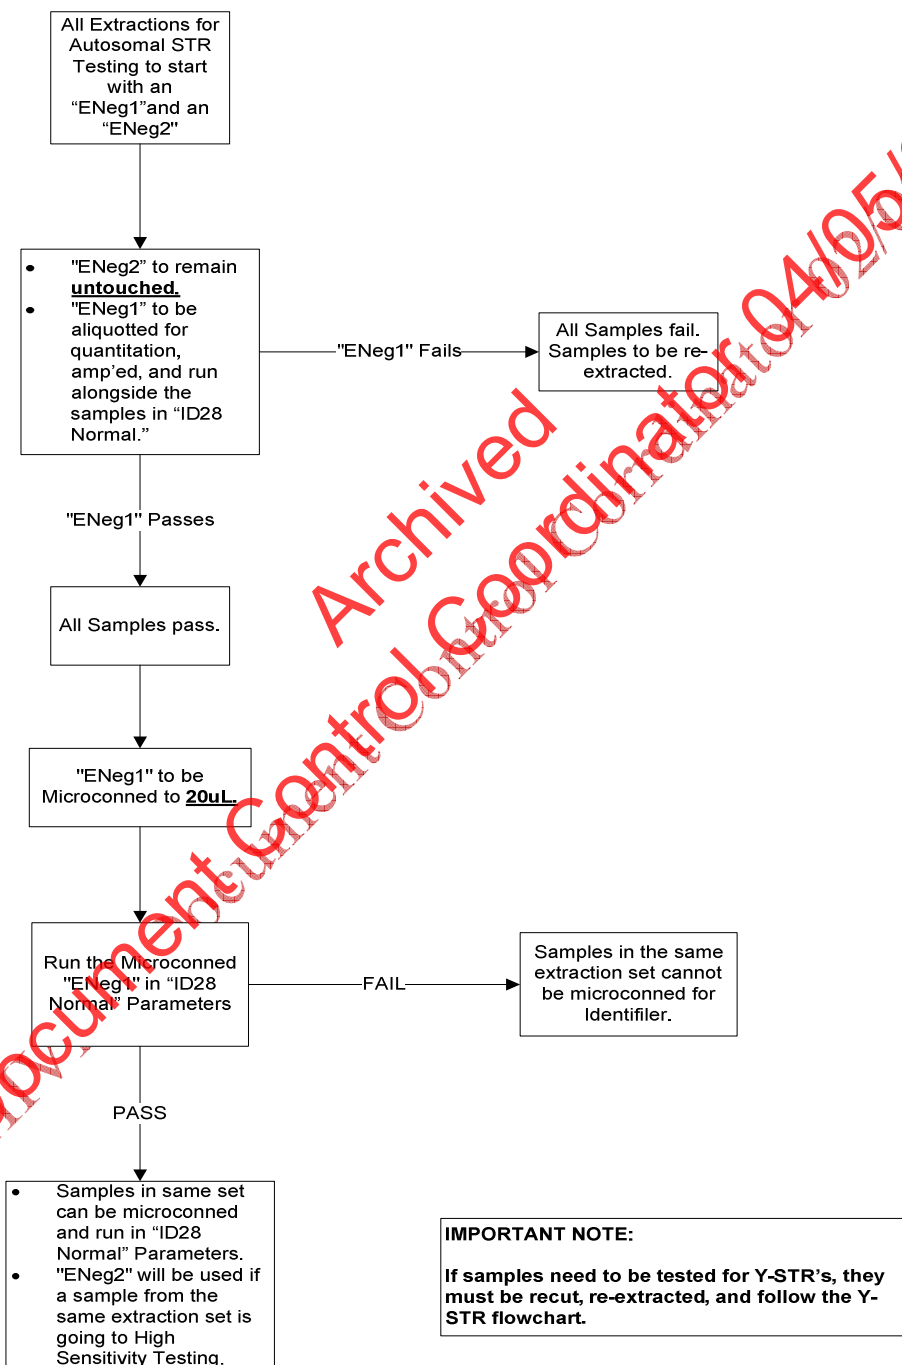 All Extractions for
Autosomal STR
Testing to start
with an
“ENeg1”and an
“ENeg2"
• "ENeg2” to remain
untouched.
• "ENeg1” to be
aliquotted for
quantitation,
amp’ed, and run
alongside the
samples in “ID28
Normal.”
"ENeg1" Fails
All Samples fail.
Samples to be re-
extracted.
"ENeg1" Passes
All Samples pass.
"ENeg1" to be
Microconned to 20uL.
Run the Microconned
"ENeg1" in “ID28
Normal” Parameters
FAIL
Samples in the same
extraction set cannot
be microconned for
Identifiler.
PASS
• Samples in same set
can be microconned
and run in “ID28
Normal” Parameters.
• "ENeg2” will be used if
a sample from the
same extraction set is
going to High
Sensitivity Testing.
IMPORTANT NOTE:
If samples need to be tested for Y-STR's, they
must be recut, re-extracted, and follow the Y-
STR flowchart.
Archived
Document Control Coordinator 04/05/
Control